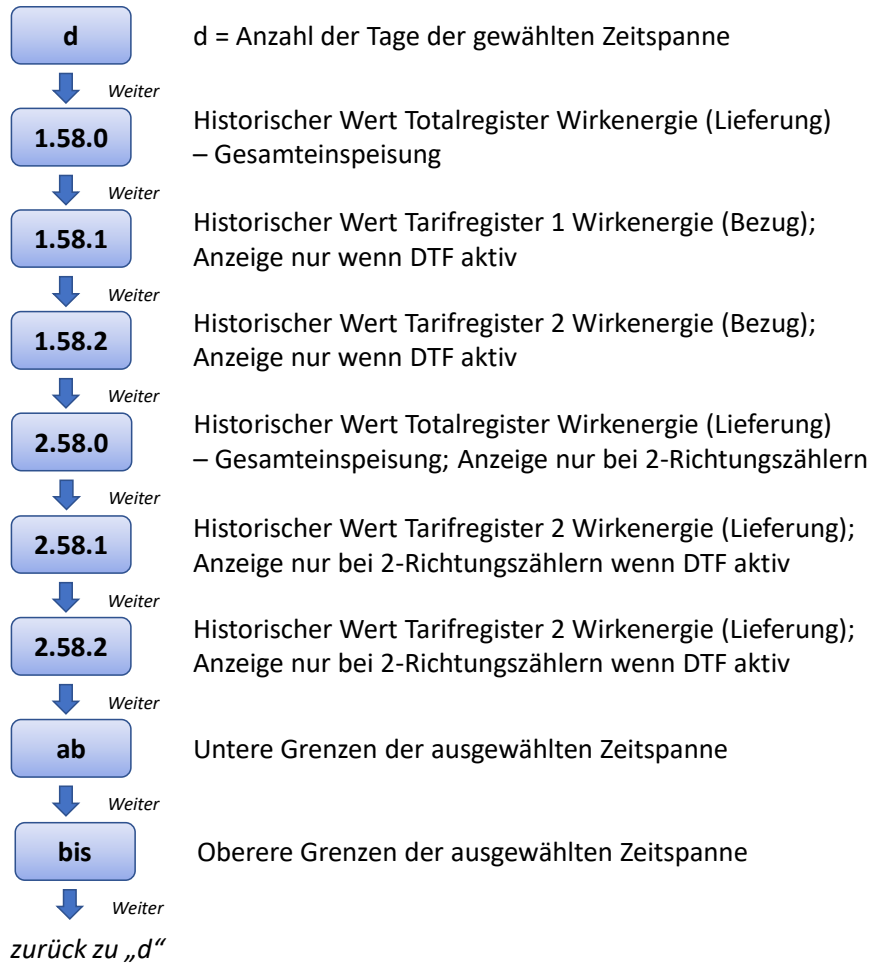 d
d = Anzahl der Tage der gewählten Zeitspanne
Weiter
1.58.0
Historischer Wert Totalregister Wirkenergie (Lieferung)
– Gesamteinspeisung
Weiter
1.58.1
Historischer Wert Tarifregister 1 Wirkenergie (Bezug);
Anzeige nur wenn DTF aktiv
Weiter
1.58.2
Historischer Wert Tarifregister 2 Wirkenergie (Bezug);
Anzeige nur wenn DTF aktiv
Weiter
2.58.0
Historischer Wert Totalregister Wirkenergie (Lieferung)
– Gesamteinspeisung; Anzeige nur bei 2-Richtungszählern
Weiter
2.58.1
Historischer Wert Tarifregister 2 Wirkenergie (Lieferung);
Anzeige nur bei 2-Richtungszählern wenn DTF aktiv
Weiter
2.58.2
Historischer Wert Tarifregister 2 Wirkenergie (Lieferung);
Anzeige nur bei 2-Richtungszählern wenn DTF aktiv
Weiter
ab
Untere Grenzen der ausgewählten Zeitspanne
Weiter
bis
Oberere Grenzen der ausgewählten Zeitspanne
Weiter
zurück zu „d“